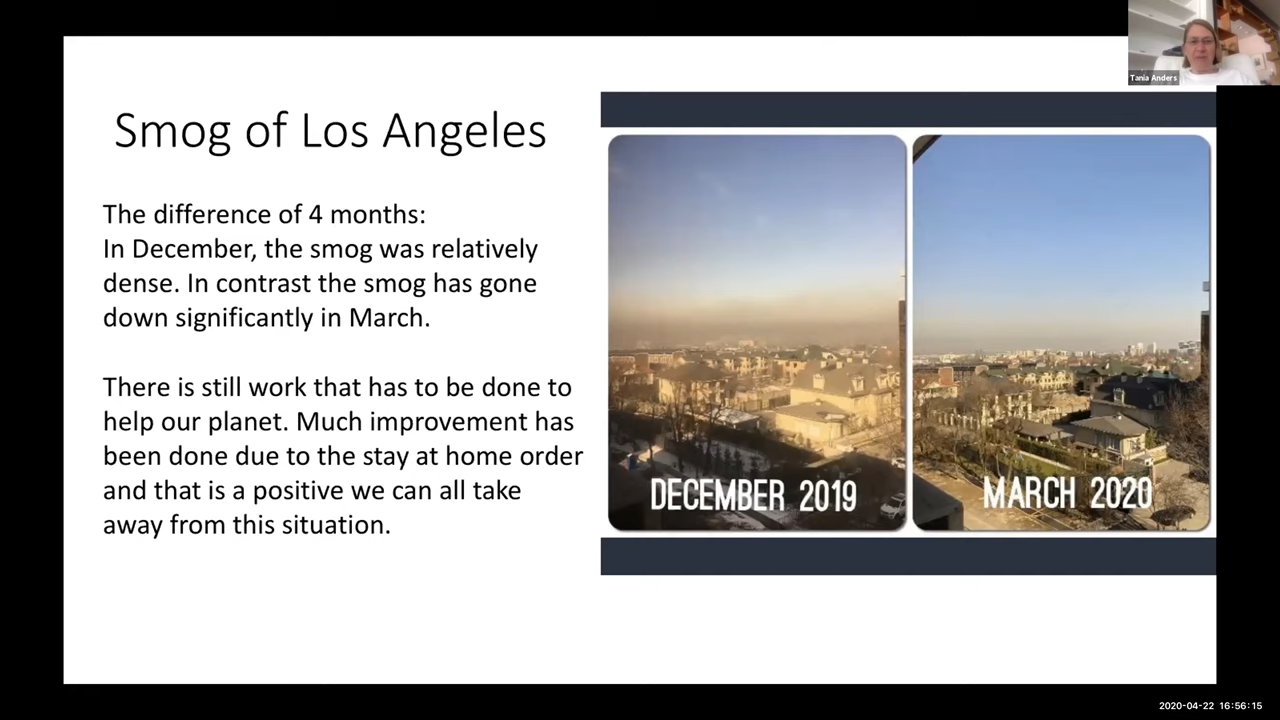 Tania Anders
Smog of Los Angeles
The difference of 4 months:
In December, the smog was relatively
dense. In contrast the smog has gone
down significantly in March.
There is still work that has to be done to
help our planet. Much improvement has
been done due to the stay at home order
and that is a positive we can all take
away from this situation.
DECEMBER 2019
MARCH 2020
2020-04-22 16:56:15